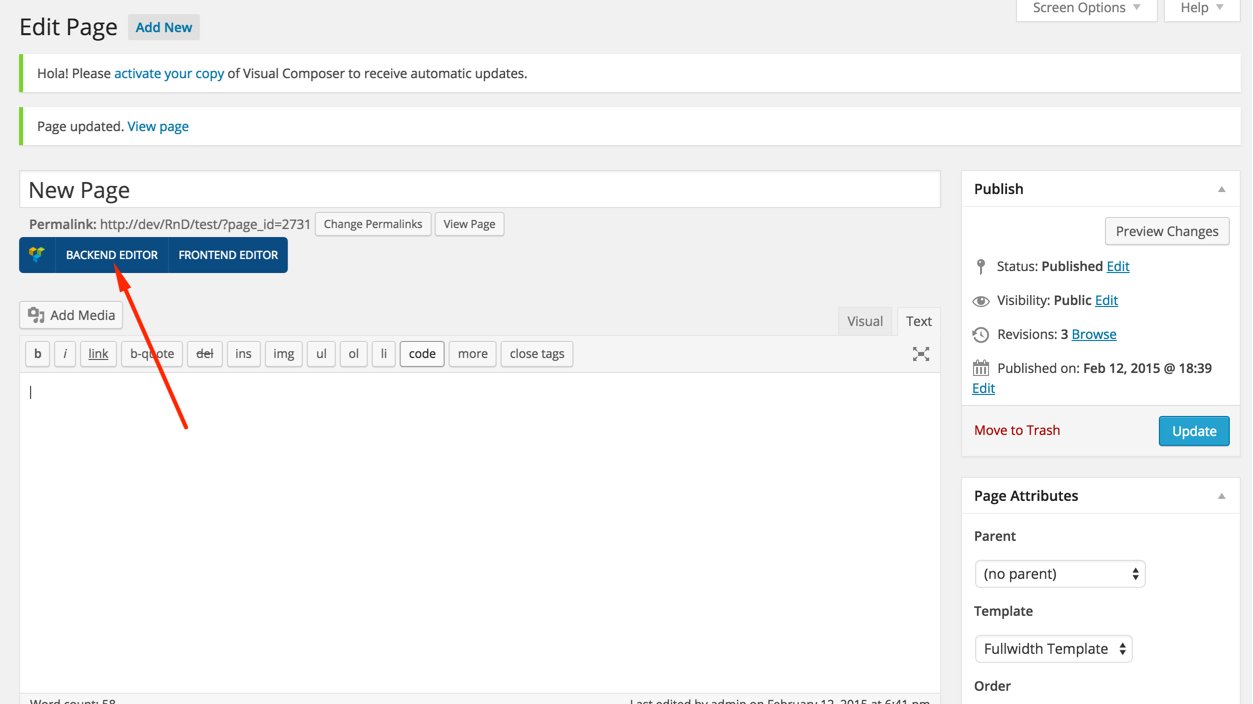 Edit Page Add New
Screen Options Help
Hola! Please activate your copy of Visual Composer to receive automatic updates.
Page updated. View page
New Page
Permalink: http://dev/RnD/test/?page_id=2731 Change Permalinks View Page
BACKEND EDITOR FRONTEND EDITOR
Add Media
Visual Text
b i link b-quote del ins img ul ol li code more close tags
Word count: 58
Last edited by admin on February 12, 2015 at 6:41 pm
Publish
Preview Changes
Status: Published Edit
Visibility: Public Edit
Revisions: 3 Browse
Published on: Feb 12, 2015 @ 18:39
Edit
Move to Trash Update
Page Attributes
Parent
(no parent)
Template
Fullwidth Template
Order